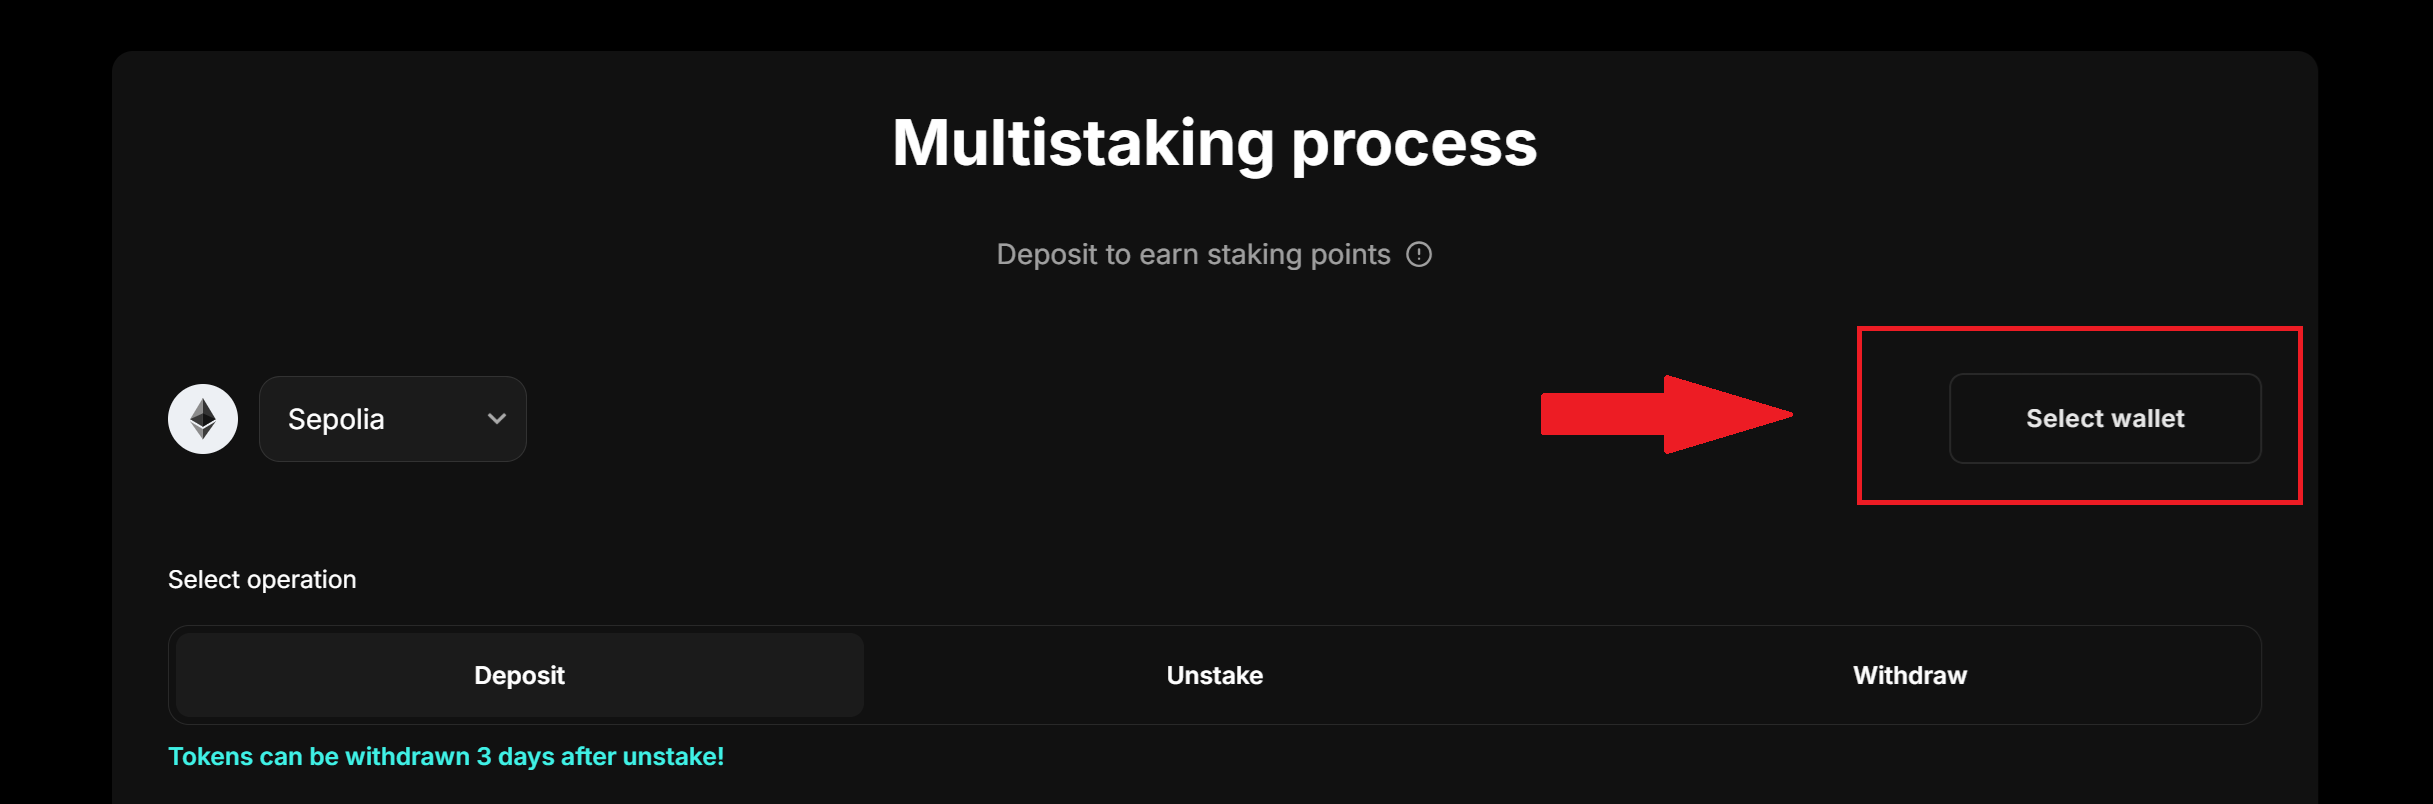 Multistaking process
Deposit to earn staking points
Sepolia
Select wallet
Select operation
Deposit
Unstake
Withdraw
Tokens can be withdrawn 3 days after unstake!